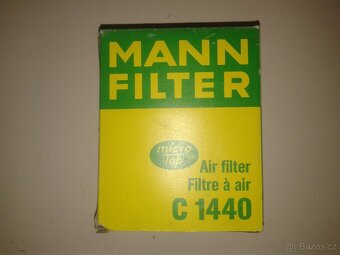 MANN
FILTER
micro
top
Air filter
Filtre à air
C 1440
© Bazos.cz